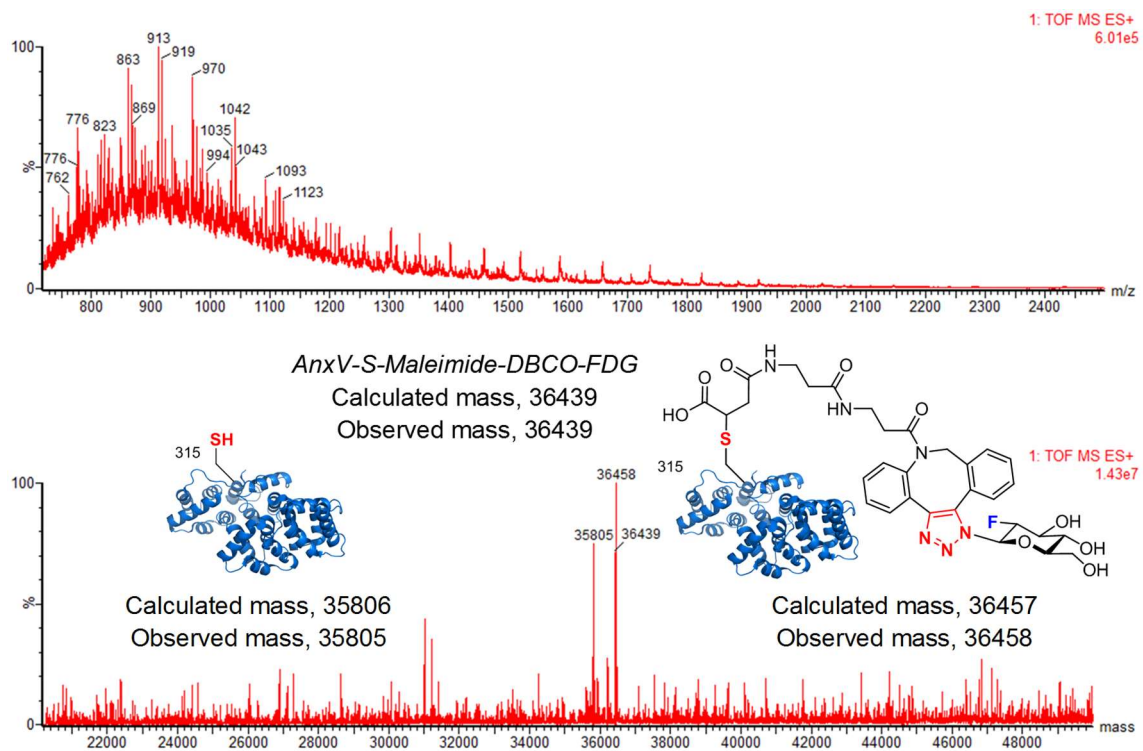 1: TOF MS ES+
6.01e5
100
%
0
913
863
919
970
869
776
823
1042
1035
776
994
1043
762
1093
1123
800 900 1000 1100 1200 1300 1400 1500 1600 1700 1800 1900 2000 2100 2200 2300 2400 m/z
AnxV-S-Maleimide-DBCO-FDG
Calculated mass, 36439
Observed mass, 36439
SH
315
Calculated mass, 35806
Observed mass, 35805
O
H
N
O
O
HO
N
H
O
S
N
315
F
OH
N
O
OH
N
N
OH
Calculated mass, 36457
Observed mass, 36458
1: TOF MS ES+
1.43e7
100
%
0
36458
35805
36439
22000 24000 26000 28000 30000 32000 34000 36000 38000 40000 42000 44000 46000 48000 mass